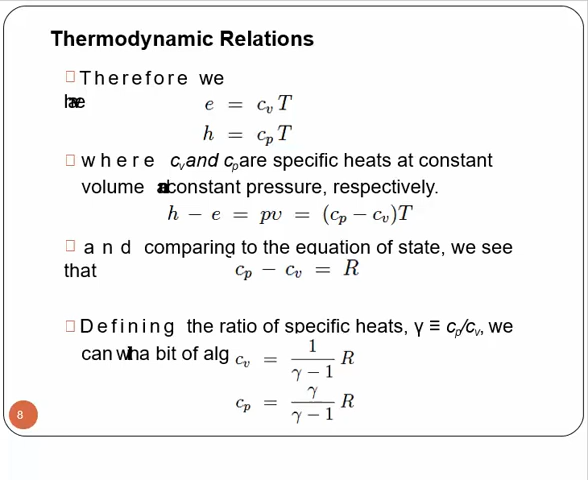 Thermodynamic Relations
Therefore we
have
e = c_v T
h = c_p T
where c_v and c_p are specific heats at constant
volume and constant pressure, respectively.
h − e = pv = (c_p − c_v)T
and comparing to the equation of state, we see
that
c_p − c_v = R
Defining the ratio of specific heats, γ ≡ c_p/c_v, we
can with a bit of alg
c_v = 1/(γ − 1) R
c_p = γ/(γ − 1) R
8